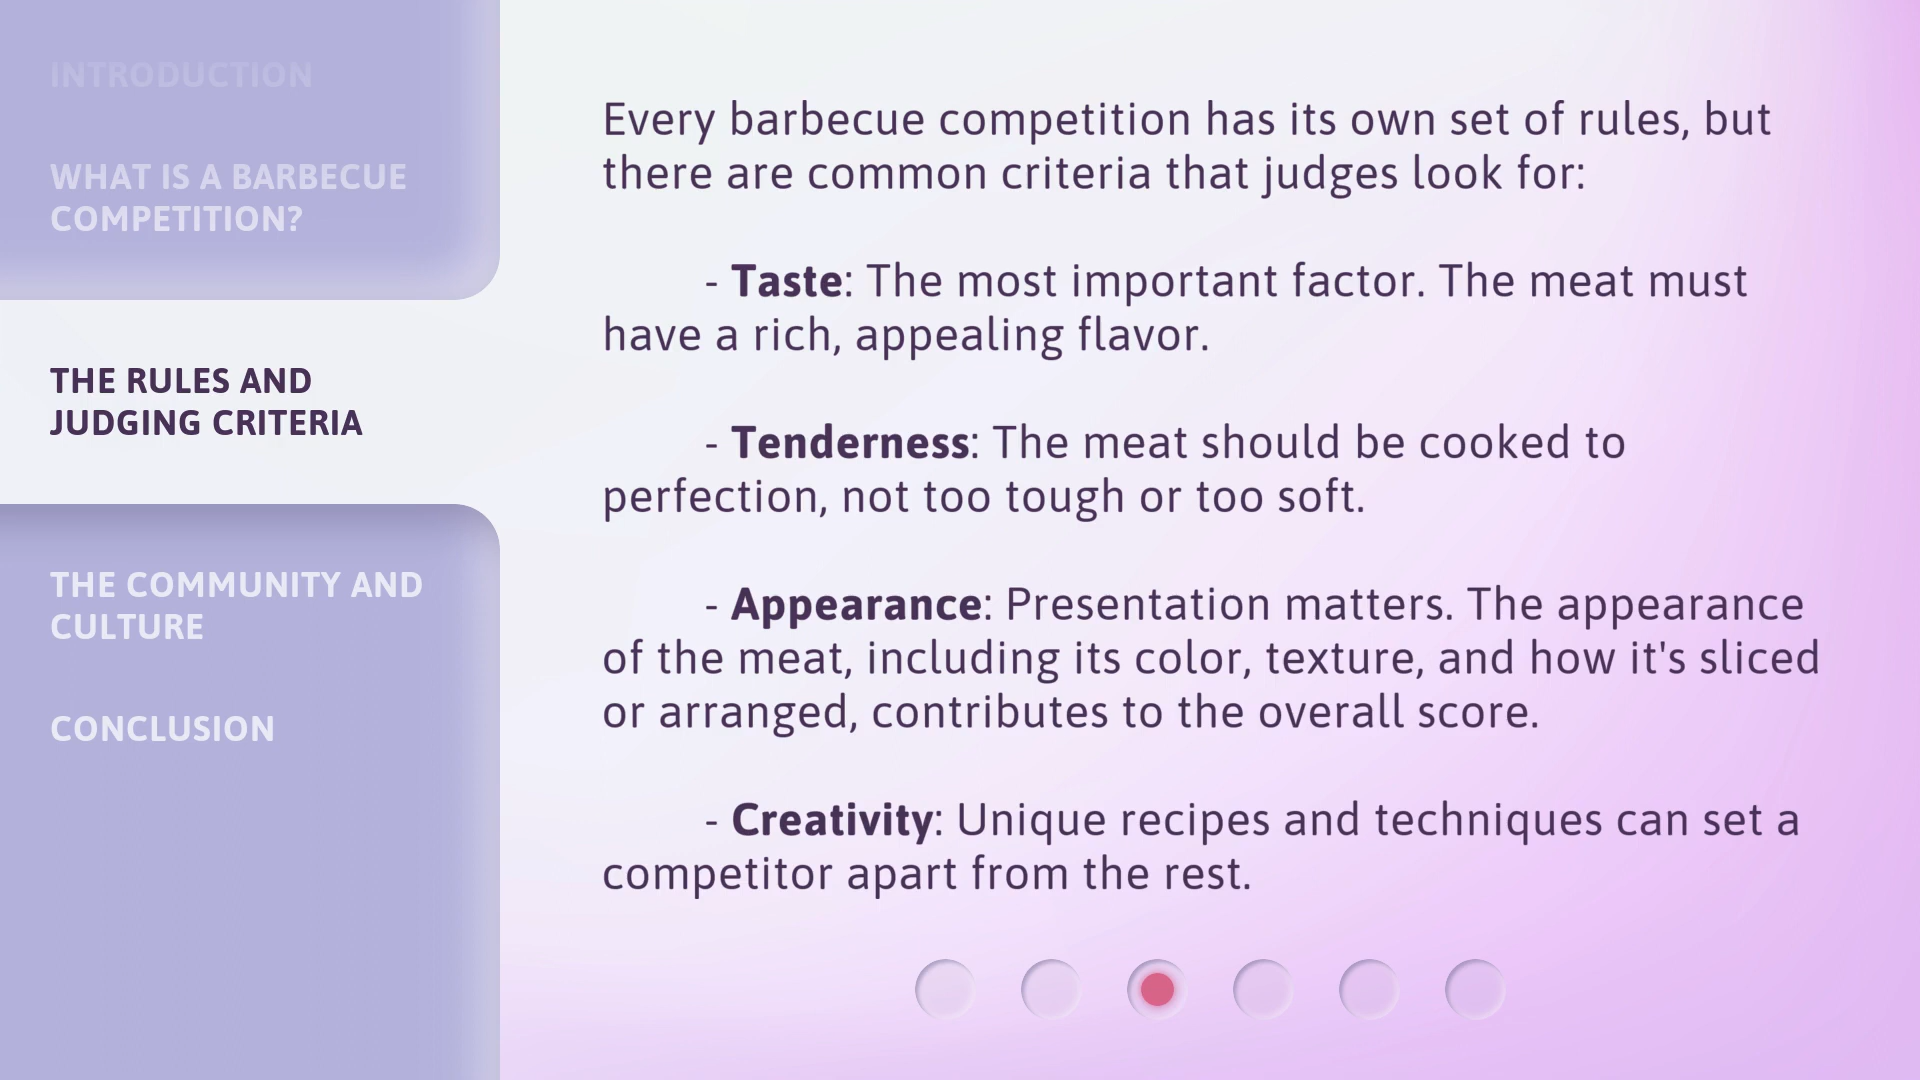 INTRODUCTION
WHAT IS A BARBECUE
COMPETITION?
THE RULES AND
JUDGING CRITERIA
THE COMMUNITY AND
CULTURE
CONCLUSION
Every barbecue competition has its own set of rules, but
there are common criteria that judges look for:
- Taste: The most important factor. The meat must
have a rich, appealing flavor.
- Tenderness: The meat should be cooked to
perfection, not too tough or too soft.
- Appearance: Presentation matters. The appearance
of the meat, including its color, texture, and how it's sliced
or arranged, contributes to the overall score.
- Creativity: Unique recipes and techniques can set a
competitor apart from the rest.